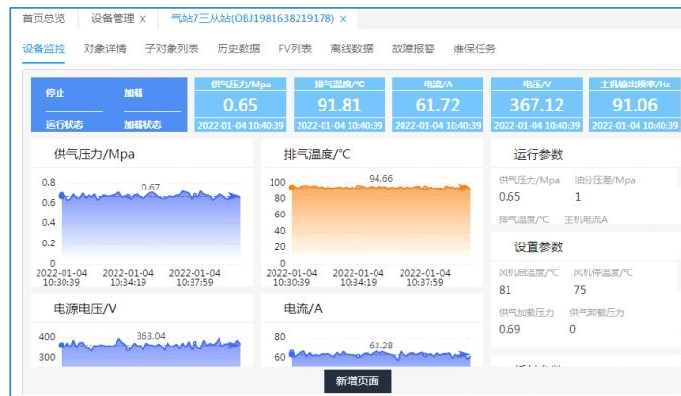 首页总览 设备管理 x 气站7三从站(OBJ1981638219178) x
设备监控 对象详情 子对象列表 历史数据 FV列表 离线数据 故障报警 维保任务
停止 加载
运行状态 加载状态
供气压力/Mpa 排气温度/°C 电流/A 电压/V 主机输出频率/Hz
0.65 91.81 61.72 367.12 91.06
2022-01-04 10:40:39 2022-01-04 10:40:39 2022-01-04 10:40:39 2022-01-04 10:40:39 2022-01-04 10:40:39
供气压力/Mpa
0.67
0.8
0.6
0.4
0.2
0
2022-01-04 2022-01-04 2022-01-04
10:30:39 10:34:19 10:37:59
排气温度/°C
94.66
100
80
60
40
20
0
2022-01-04 2022-01-04 2022-01-04
10:30:39 10:34:19 10:37:59
运行参数
供气压力/Mpa 油分压差/Mpa
0.65 1
排气温度/°C 主机电流A
设置参数
风机启温度/°C 风机停温度/°C
81 75
供气加载压力 供气卸载压力
0.69 0
电源电压/V
363.04
400
300
电流/A
63.28
80
60
新增页面